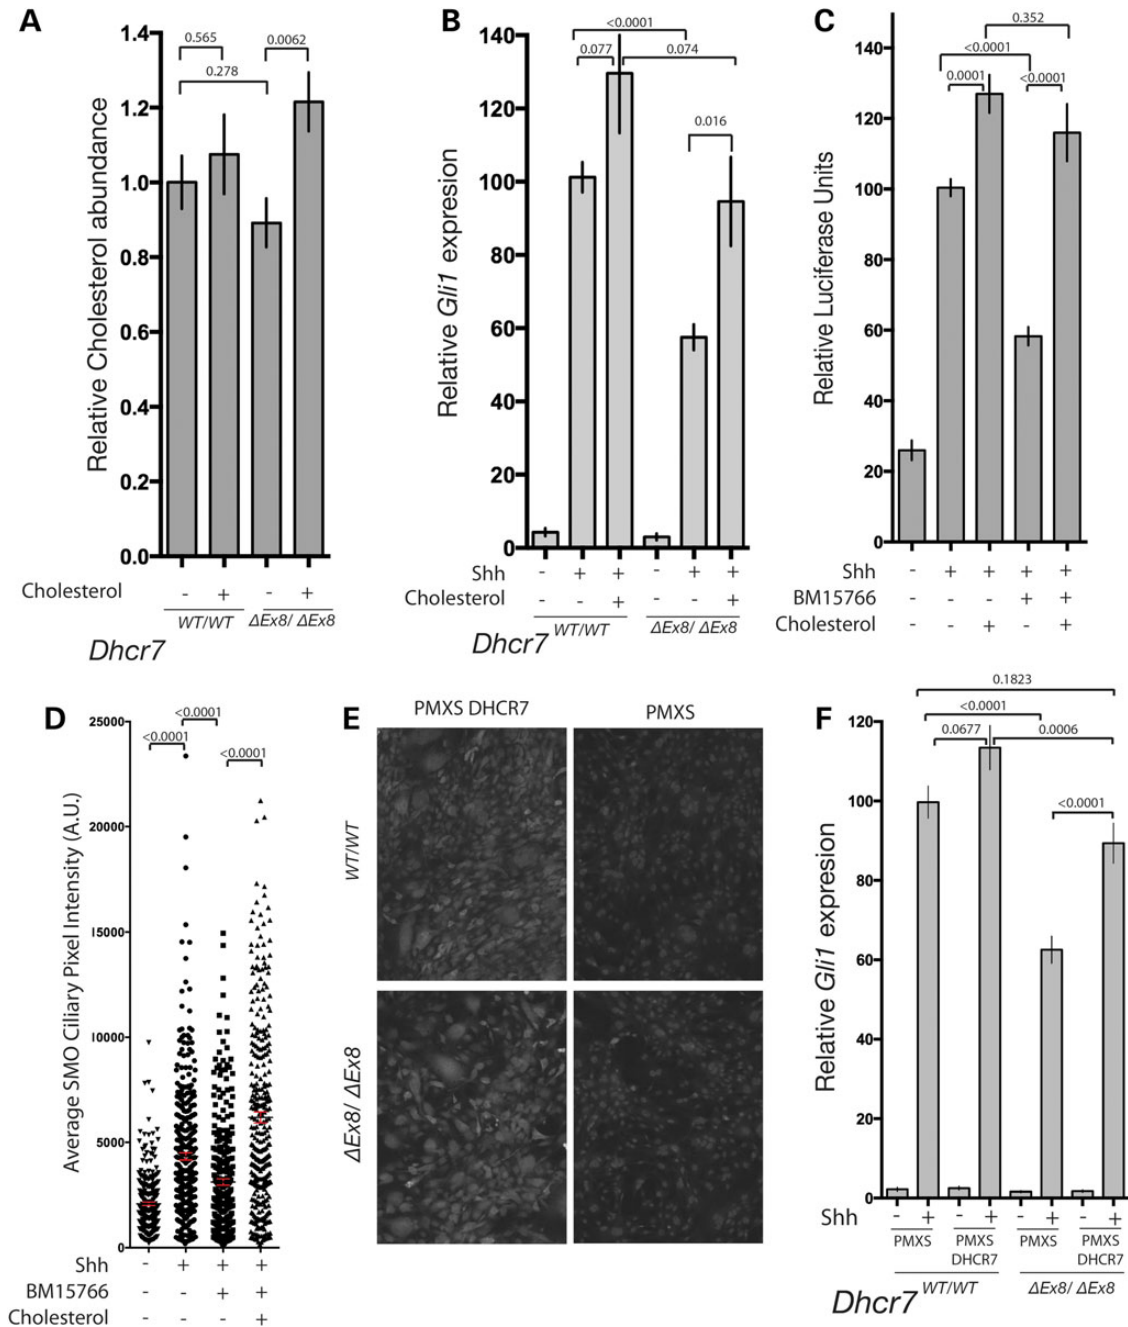 A
Relative Cholesterol abundance
1.4
1.2
1.0
0.8
0.6
0.4
0.2
0.0
0.565
0.0062
0.278
Cholesterol - + - +
WT/WT ΔEx8/ ΔEx8
Dhcr7
B
Relative Gli1 expresion
140
120
100
80
60
40
20
0
<0.0001
0.077 0.074
0.016
Shh - + + - + +
Cholesterol - - + - - +
WT/WT ΔEx8/ ΔEx8
Dhcr7
C
Relative Luciferase Units
140
120
100
80
60
40
20
0
0.352
<0.0001
0.0001 <0.0001
Shh - + + + +
BM15766 - - - + +
Cholesterol - - + - +
D
Average SMO Ciliary Pixel Intensity (A.U.)
25000
20000
15000
10000
5000
0
<0.0001
<0.0001
<0.0001
Shh - + + +
BM15766 - - + +
Cholesterol - - - +
E
PMXS DHCR7 PMXS
WT/WT
ΔEx8/ ΔEx8
F
Relative Gli1 expresion
120
100
80
60
40
20
0
0.1823
<0.0001
0.0677 0.0006
<0.0001
Shh - + - + - + - +
PMXS PMXS PMXS PMXS
DHCR7 DHCR7
WT/WT ΔEx8/ ΔEx8
Dhcr7